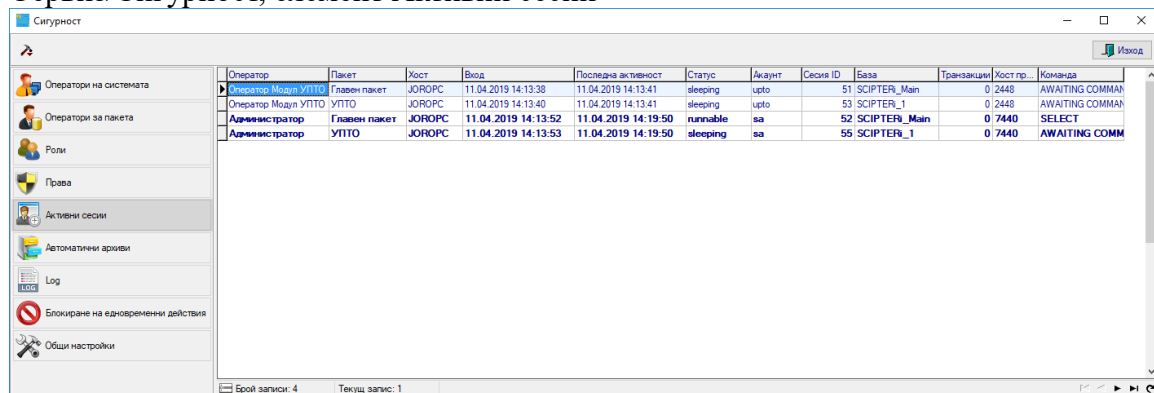 Сигурност
Изход
Оператори на системата
Оператори за пакета
Роли
Права
Активни сесии
Автоматични архиви
LOG Log
Блокиране на едновременни действия
Общи настройки
Оператор Пакет Хост Вход Последна активност Статус Акаунт Сесия ID База Транзакции Хост пр... Команда
Оператор Модул УПТО Главен пакет JOROPC 11.04.2019 14:13:38 11.04.2019 14:13:41 sleeping upto 51 SCIPTERi_Main 0 2448 AWAITING COMMAN
Оператор Модул УПТО УПТО JOROPC 11.04.2019 14:13:40 11.04.2019 14:13:41 sleeping upto 53 SCIPTERi_1 0 2448 AWAITING COMMAN
Администратор Главен пакет JOROPC 11.04.2019 14:13:52 11.04.2019 14:19:50 runnable sa 52 SCIPTERi_Main 0 7440 SELECT
Администратор УПТО JOROPC 11.04.2019 14:13:53 11.04.2019 14:19:50 sleeping sa 55 SCIPTERi_1 0 7440 AWAITING COMM
Брой записи: 4 Текущ запис: 1